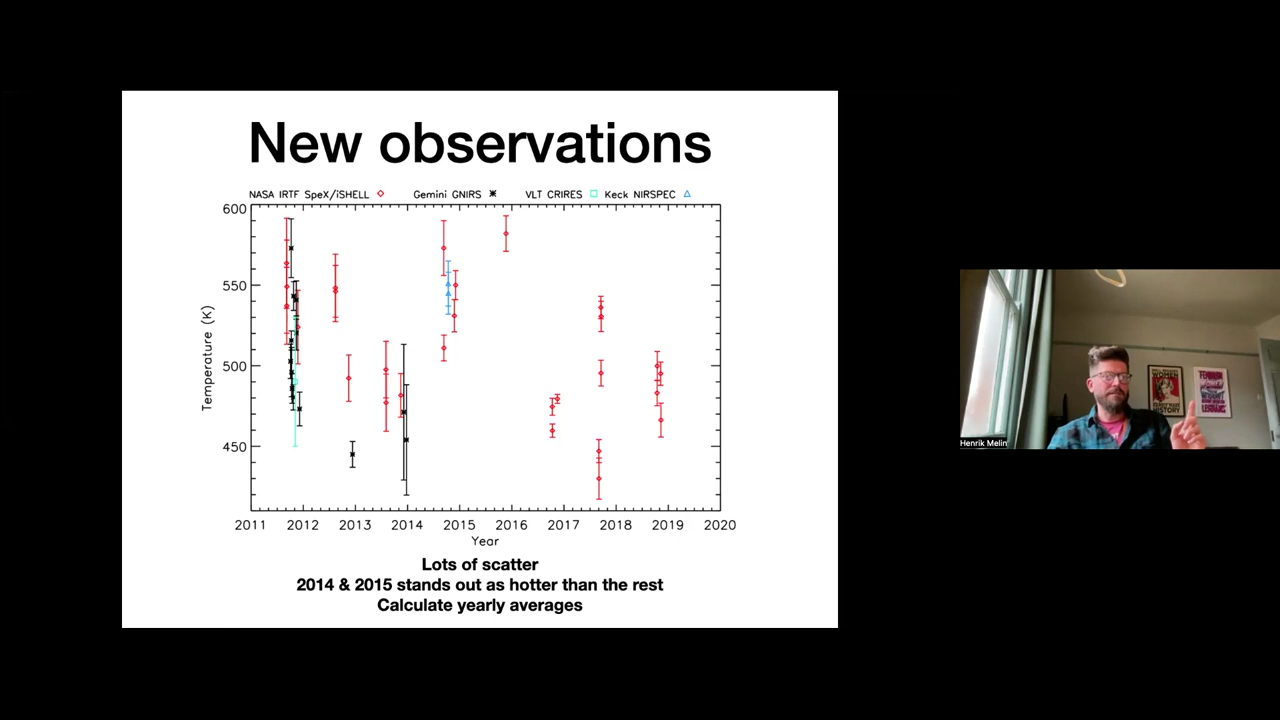 New observations
NASA IRTF SpeX/iSHELL Gemini GNIRS VLT CRIRES Keck NIRSPEC
600
550
500
450
Temperature (K)
2011 2012 2013 2014 2015 2016 2017 2018 2019 2020
Year
Lots of scatter
2014 & 2015 stands out as hotter than the rest
Calculate yearly averages
WOMEN
HISTORY
Henrik Melin